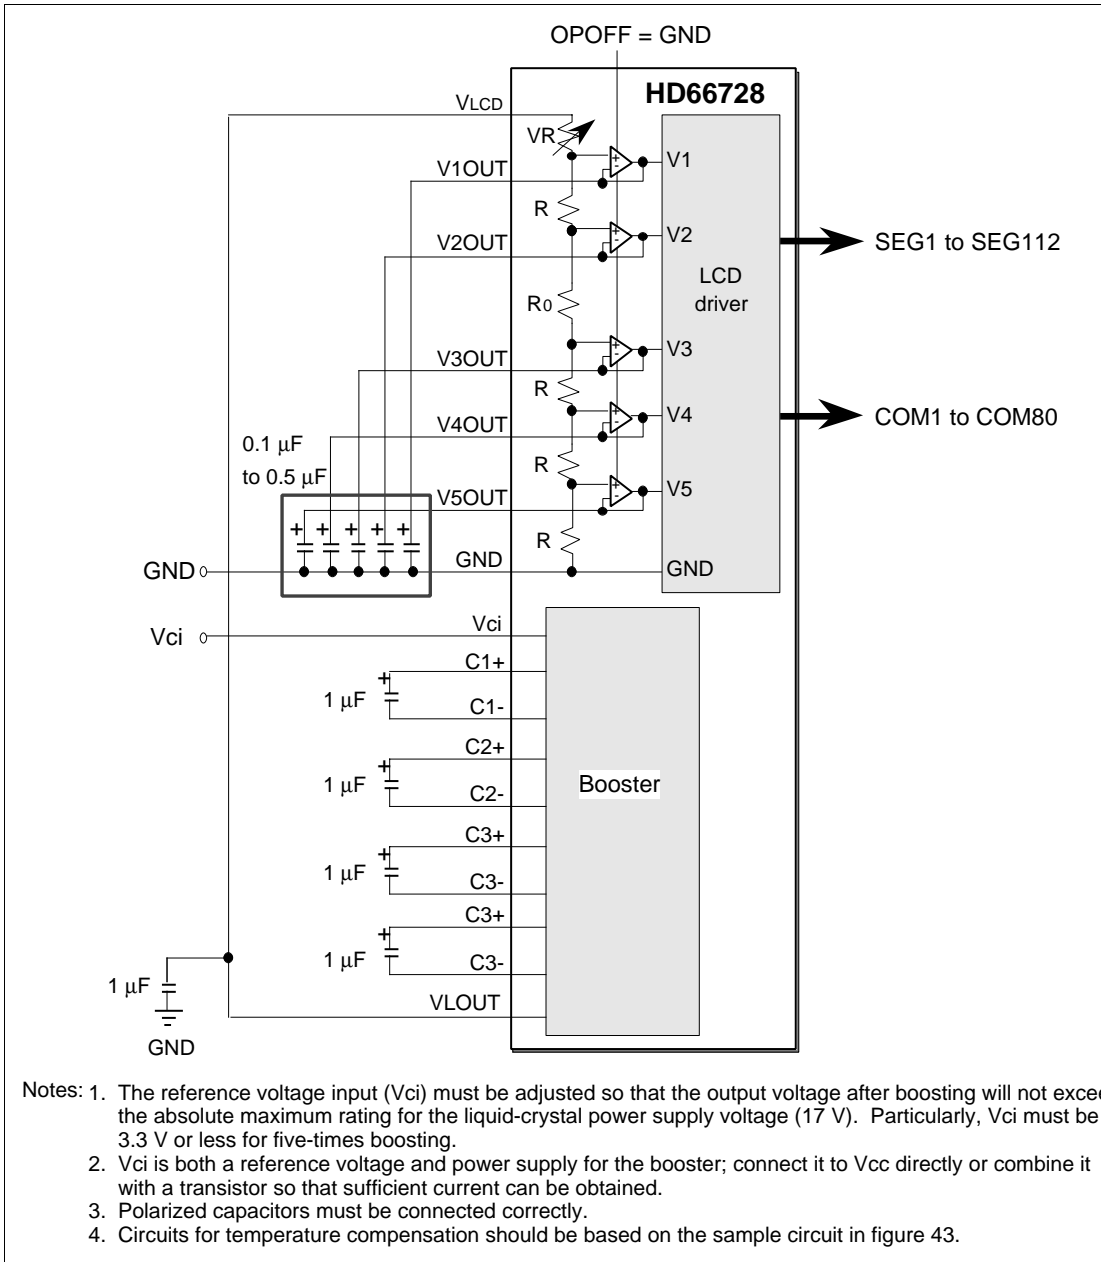 OPOFF = GND
HD66728
VLCD
VR
V1OUT
V1
R
V2OUT
V2
SEG1 to SEG112
LCD
driver
R0
V3OUT
V3
R
V4OUT
V4
COM1 to COM80
0.1 µF
to 0.5 µF
R
V5OUT
V5
+ + + + +
R
GND
GND
GND
Vci
Vci
C1+
+
1 µF
C1-
C2+
+
1 µF
C2-
Booster
C3+
+
1 µF
C3-
C3+
+
1 µF
C3-
1 µF
VLOUT
GND
Notes: 1. The reference voltage input (Vci) must be adjusted so that the output voltage after boosting will not excee
the absolute maximum rating for the liquid-crystal power supply voltage (17 V). Particularly, Vci must be
3.3 V or less for five-times boosting.
2. Vci is both a reference voltage and power supply for the booster; connect it to Vcc directly or combine it
with a transistor so that sufficient current can be obtained.
3. Polarized capacitors must be connected correctly.
4. Circuits for temperature compensation should be based on the sample circuit in figure 43.